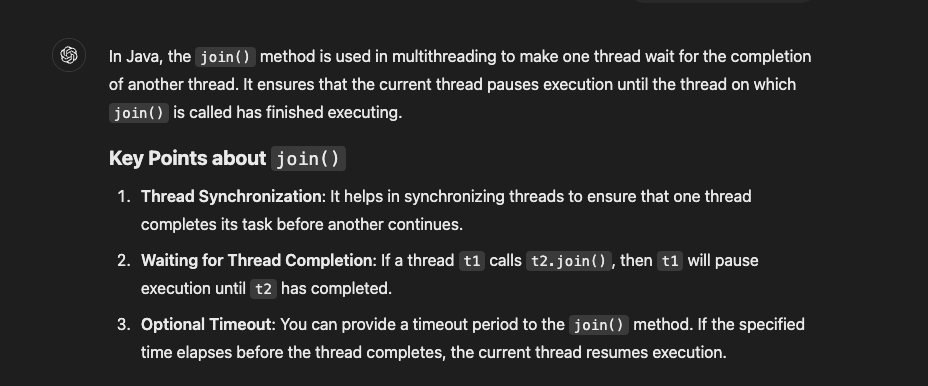 In Java, the join() method is used in multithreading to make one thread wait for the completion
of another thread. It ensures that the current thread pauses execution until the thread on which
join() is called has finished executing.
Key Points about join()
1. Thread Synchronization: It helps in synchronizing threads to ensure that one thread
completes its task before another continues.
2. Waiting for Thread Completion: If a thread t1 calls t2.join(), then t1 will pause
execution until t2 has completed.
3. Optional Timeout: You can provide a timeout period to the join() method. If the specified
time elapses before the thread completes, the current thread resumes execution.